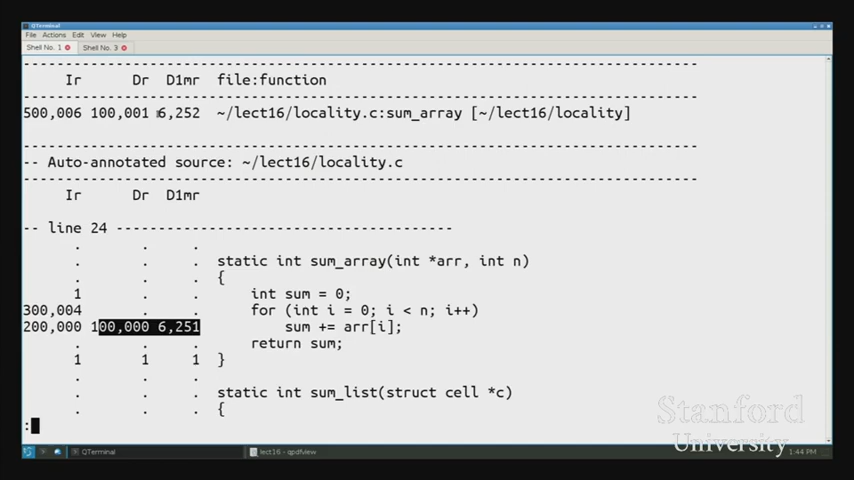 QTerminal
File Actions Edit View Help
Shell No. 1 Shell No. 3
--------------------------------------------------------------------------------
Ir Dr D1mr file:function
--------------------------------------------------------------------------------
500,006 100,001 6,252 ~/lect16/locality.c:sum_array [~/lect16/locality]
--------------------------------------------------------------------------------
-- Auto-annotated source: ~/lect16/locality.c
--------------------------------------------------------------------------------
Ir Dr D1mr
-- line 24 ----------------------------------------
. . .
. . . static int sum_array(int *arr, int n)
. . . {
1 . . int sum = 0;
300,004 . . for (int i = 0; i < n; i++)
200,000 100,000 6,251 sum += arr[i];
. . . return sum;
1 1 1 }
. . .
. . . static int sum_list(struct cell *c)
. . . {
:
Stanford
University
QTerminal lect16 - qpdfview 1:44 PM